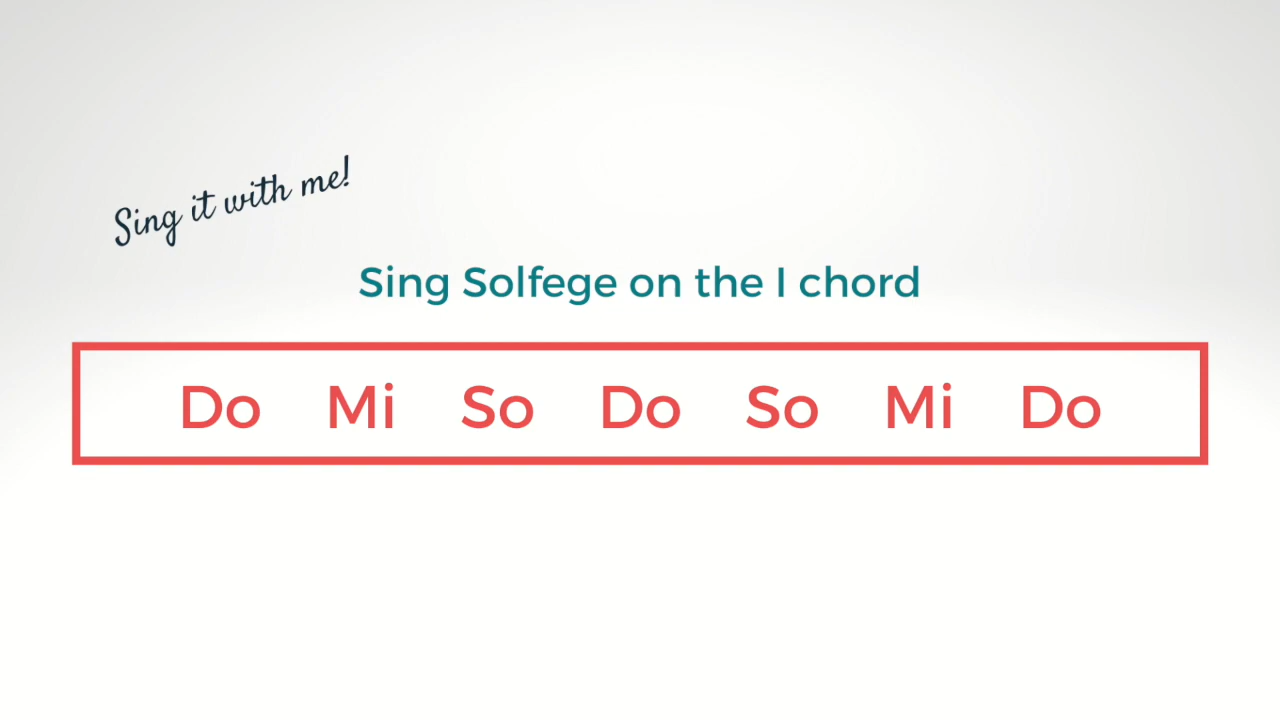 Sing it with me!
Sing Solfege on the I chord
Do Mi So Do So Mi Do